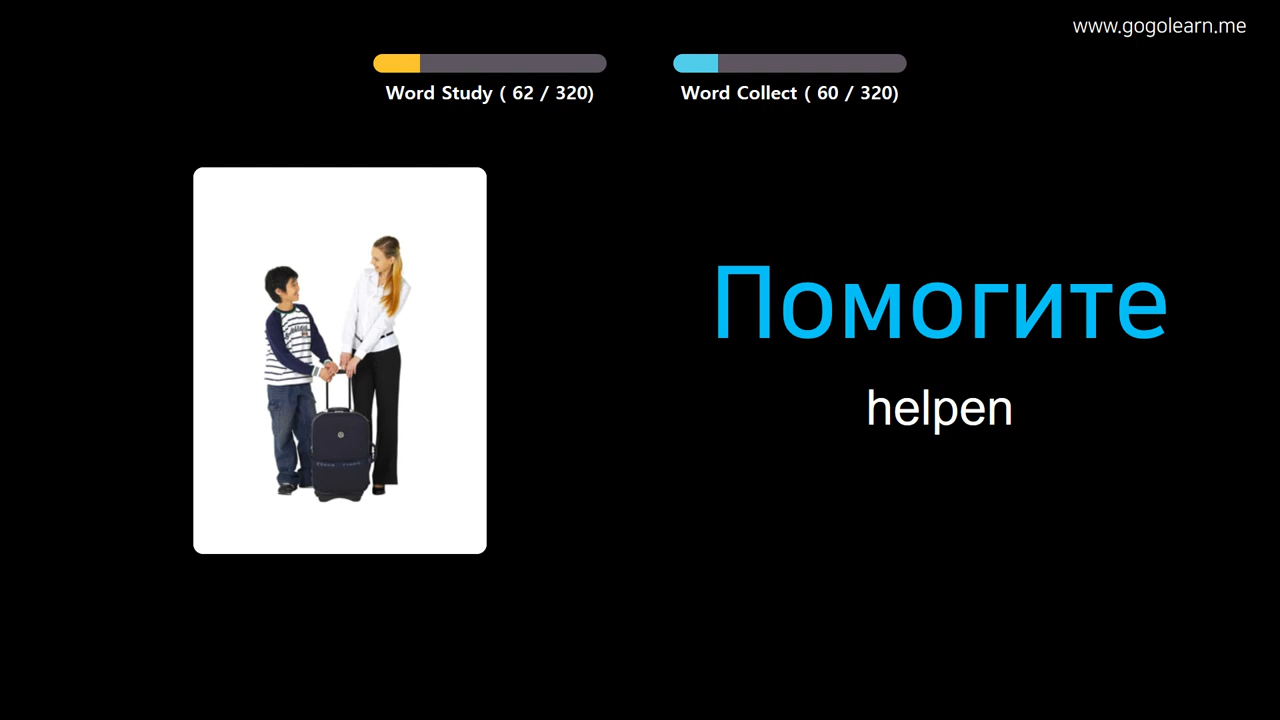 www.gogolearn.me
Word Study ( 62 / 320)
Word Collect ( 60 / 320)
Помогите
helpen